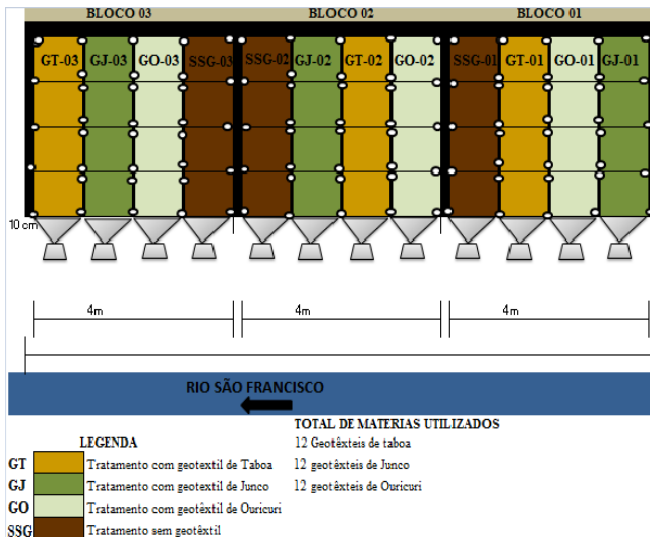 BLOCO 03 BLOCO 02 BLOCO 01
GT-03 GJ-03 GO-03 SSG-03 SSG-02 GJ-02 GT-02 GO-02 SSG-01 GT-01 GO-01 GJ-01
10 cm
4m 4m 4m
RIO SÃO FRANCISCO
TOTAL DE MATERIAS UTILIZADOS
LEGENDA
12 Geotêxteis de taboa
12 geotêxteis de Junco
12 geotêxteis de Ouricuri
GT Tratamento com geotextil de Taboa
GJ Tratamento com geotextil de Junco
GO Tratamento com geotêxtil de Ouricuri
SSG Tratamento sem geotêxtil